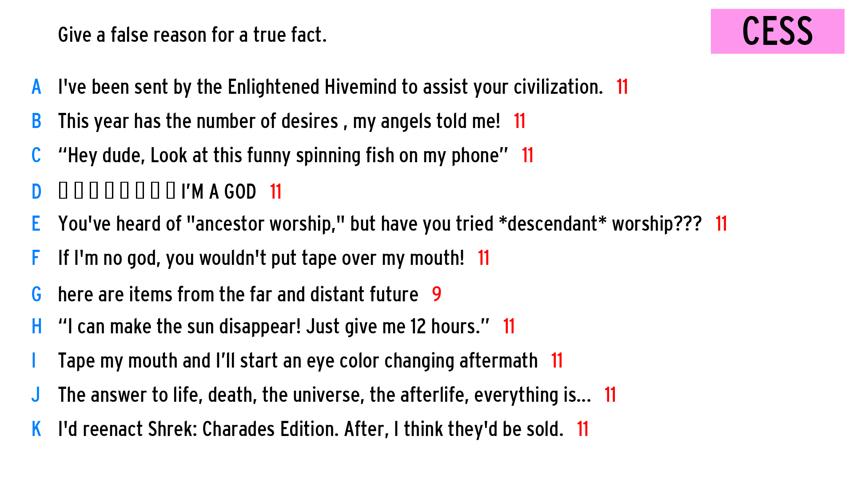 Give a false reason for a true fact.
CESS
A I've been sent by the Enlightened Hivemind to assist your civilization. 11
B This year has the number of desires , my angels told me! 11
C “Hey dude, Look at this funny spinning fish on my phone” 11
D ▯ ▯ ▯ ▯ ▯ ▯ ▯ ▯ I'M A GOD 11
E You've heard of "ancestor worship," but have you tried *descendant* worship??? 11
F If I'm no god, you wouldn't put tape over my mouth! 11
G here are items from the far and distant future 9
H “I can make the sun disappear! Just give me 12 hours.” 11
I Tape my mouth and I’ll start an eye color changing aftermath 11
J The answer to life, death, the universe, the afterlife, everything is... 11
K I'd reenact Shrek: Charades Edition. After, I think they'd be sold. 11